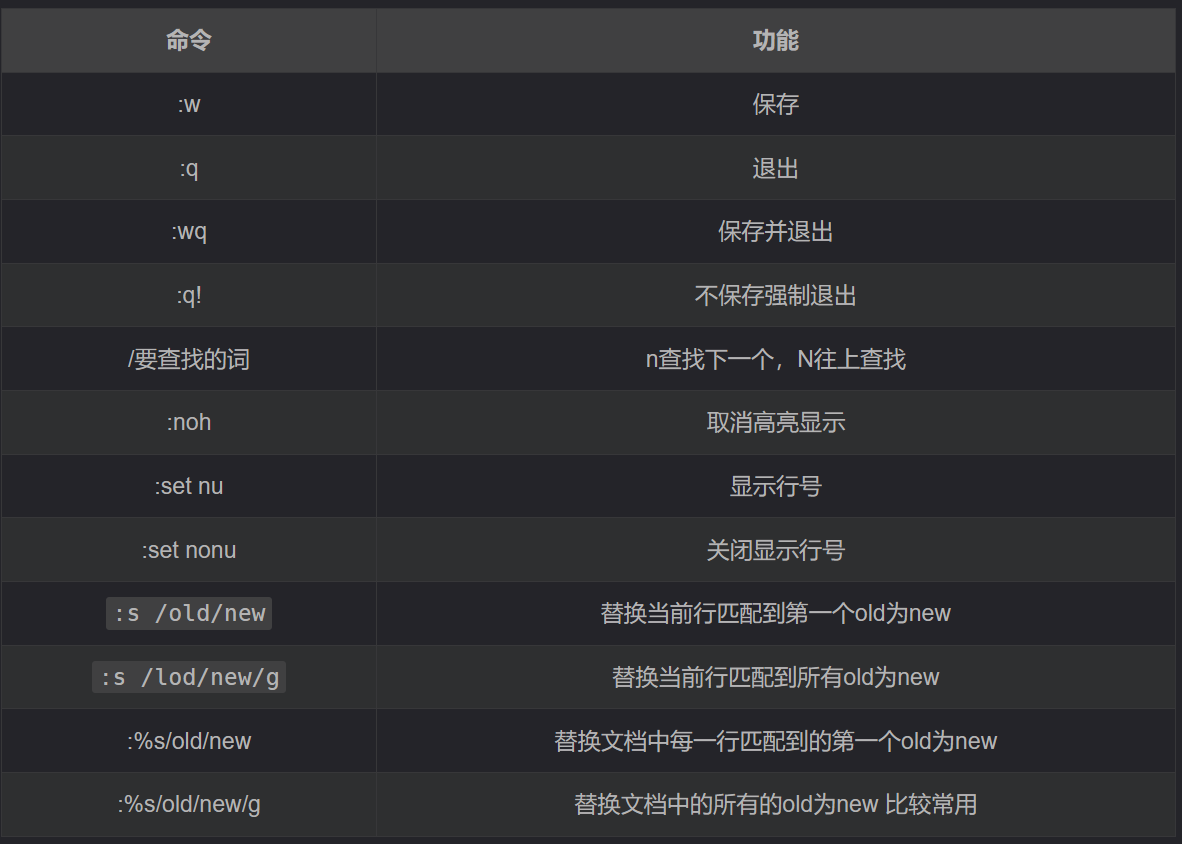 命令 功能
:w 保存
:q 退出
:wq 保存并退出
:q! 不保存强制退出
/要查找的词 n查找下一个，N往上查找
:noh 取消高亮显示
:set nu 显示行号
:set nonu 关闭显示行号
:s /old/new 替换当前行匹配到第一个old为new
:s /lod/new/g 替换当前行匹配到所有old为new
:%s/old/new 替换文档中每一行匹配到的第一个old为new
:%s/old/new/g 替换文档中的所有的old为new 比较常用